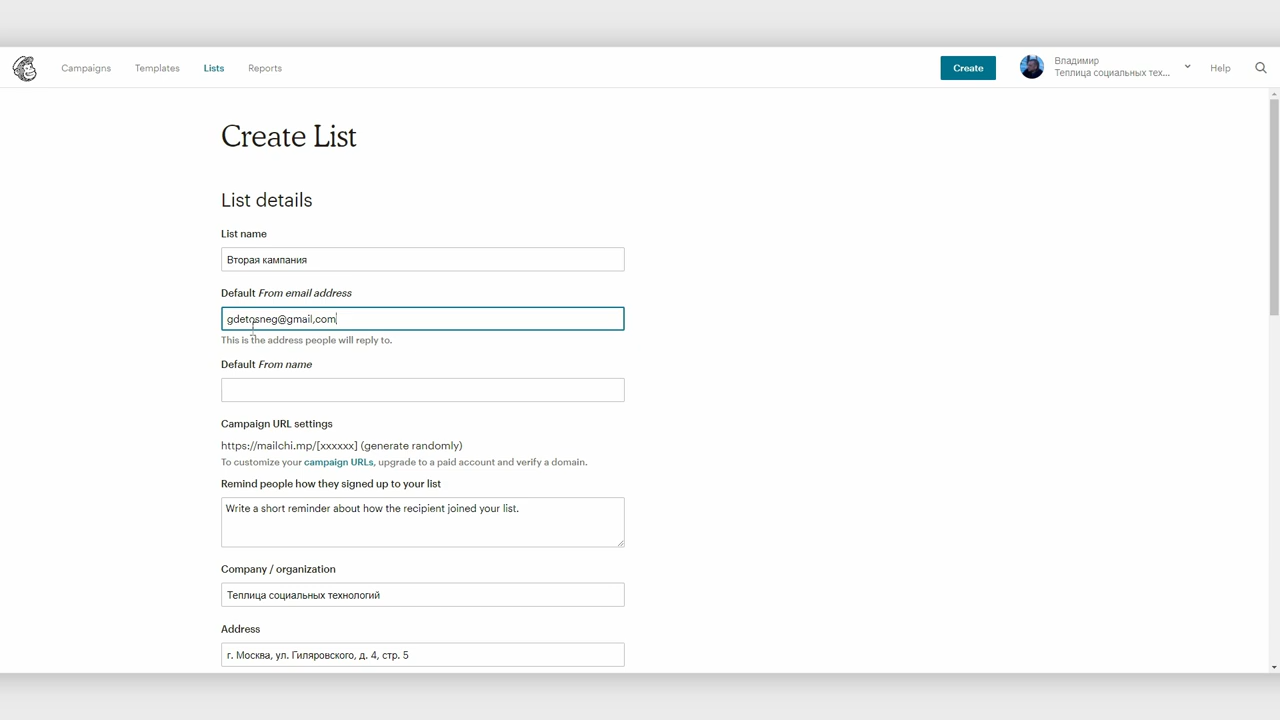 Campaigns Templates Lists Reports Create Владимир Help
Теплица социальных тех...
Create List
List details
List name
Вторая кампания
Default From email address
gdetosneg@gmail,com
This is the address people will reply to.
Default From name
Campaign URL settings
https://mailchi.mp/[xxxxxx] (generate randomly)
To customize your campaign URLs, upgrade to a paid account and verify a domain.
Remind people how they signed up to your list
Write a short reminder about how the recipient joined your list.
Company / organization
Теплица социальных технологий
Address
г. Москва, ул. Гиляровского, д. 4, стр. 5